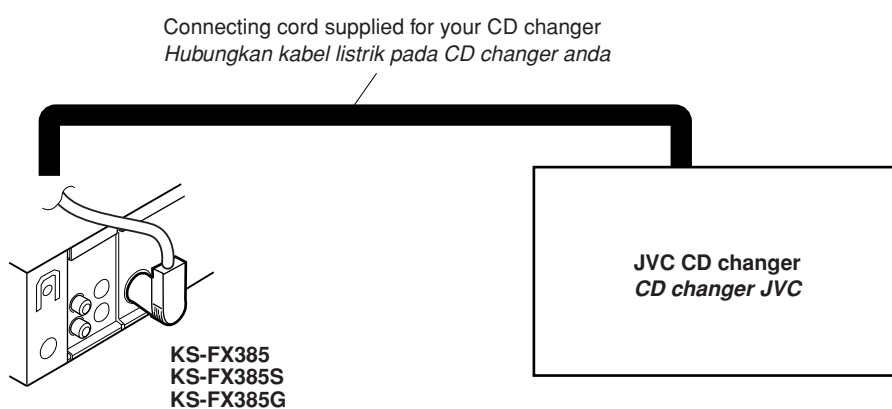 Connecting cord supplied for your CD changer
Hubungkan kabel listrik pada CD changer anda
JVC CD changer
CD changer JVC
KS-FX385
KS-FX385S
KS-FX385G